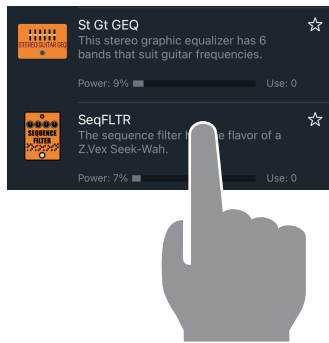 St Gt GEQ
This stereo graphic equalizer has 6
bands that suit guitar frequencies.
STEREO GUITAR GEQ
Power: 9%
Use: 0
SeqFLTR
The sequence filter h e flavor of a
Z.Vex Seek-Wah.
SEQUENCE
FILTER
Power: 7%
Use: 0